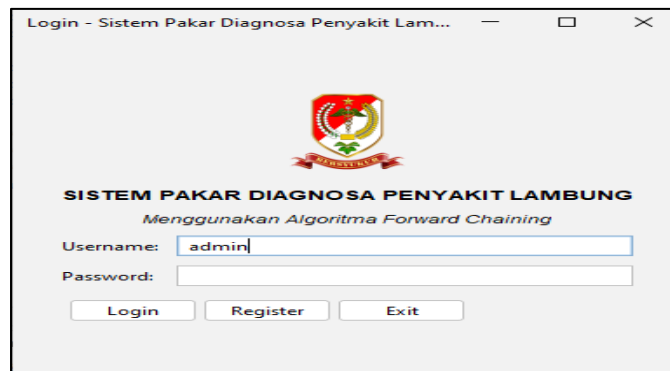 Login - Sistem Pakar Diagnosa Penyakit Lam...
BERSYUKUR
SISTEM PAKAR DIAGNOSA PENYAKIT LAMBUNG
Menggunakan Algoritma Forward Chaining
Username: admin
Password:
Login Register Exit